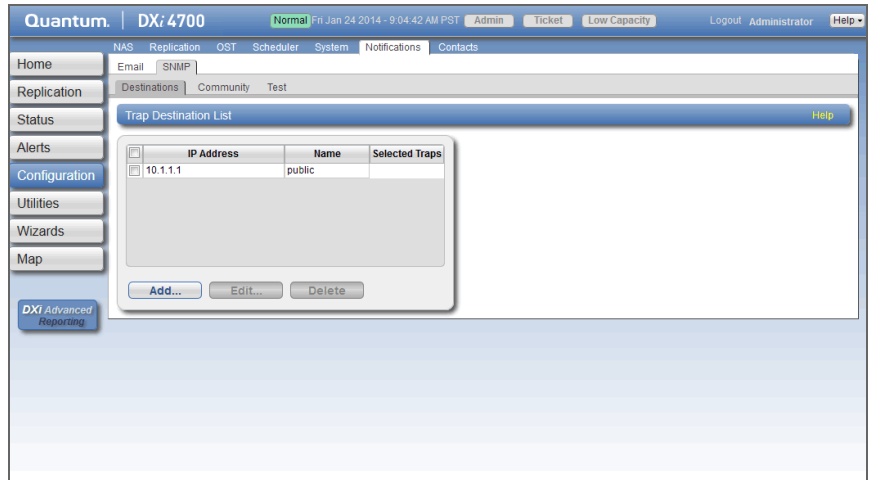 Quantum. DXi 4700 Normal Fri Jan 24 2014 - 9:04:42 AM PST Admin Ticket Low Capacity Logout Administrator Help
NAS Replication OST Scheduler System Notifications Contacts
Home
Email SNMP
Replication
Destinations Community Test
Status
Trap Destination List Help
Alerts
IP Address Name Selected Traps
Configuration
10.1.1.1 public
Utilities
Wizards
Map
Add... Edit... Delete
DXi Advanced
Reporting